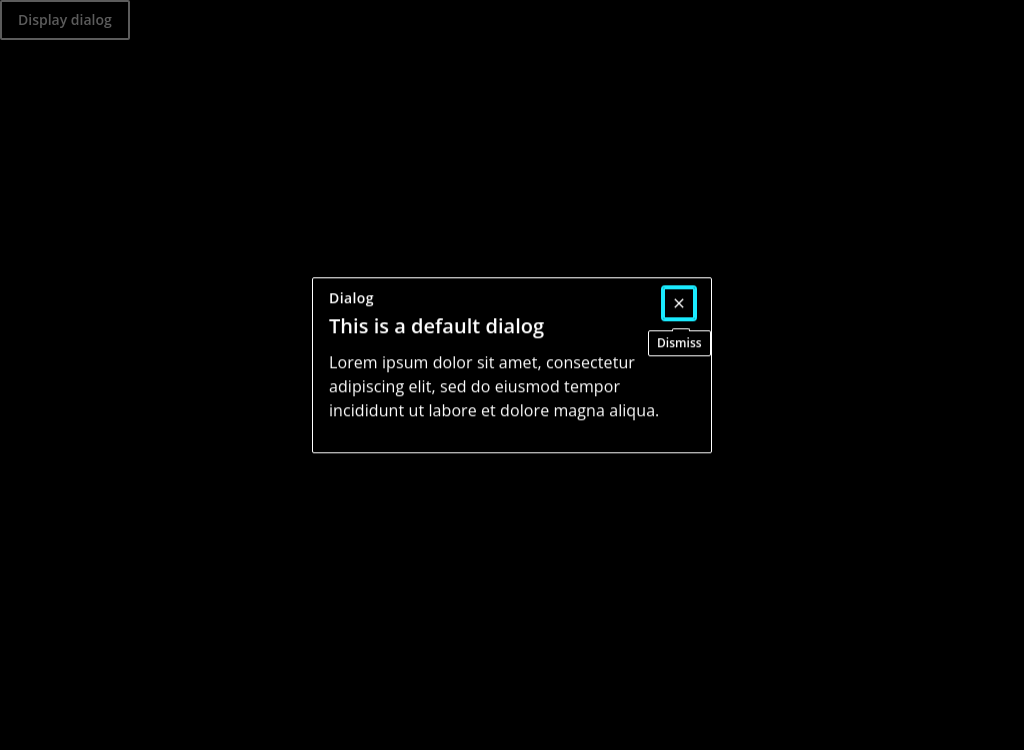 Display dialog
Dialog
This is a default dialog
Dismiss
Lorem ipsum dolor sit amet, consectetur
adipiscing elit, sed do eiusmod tempor
incididunt ut labore et dolore magna aliqua.